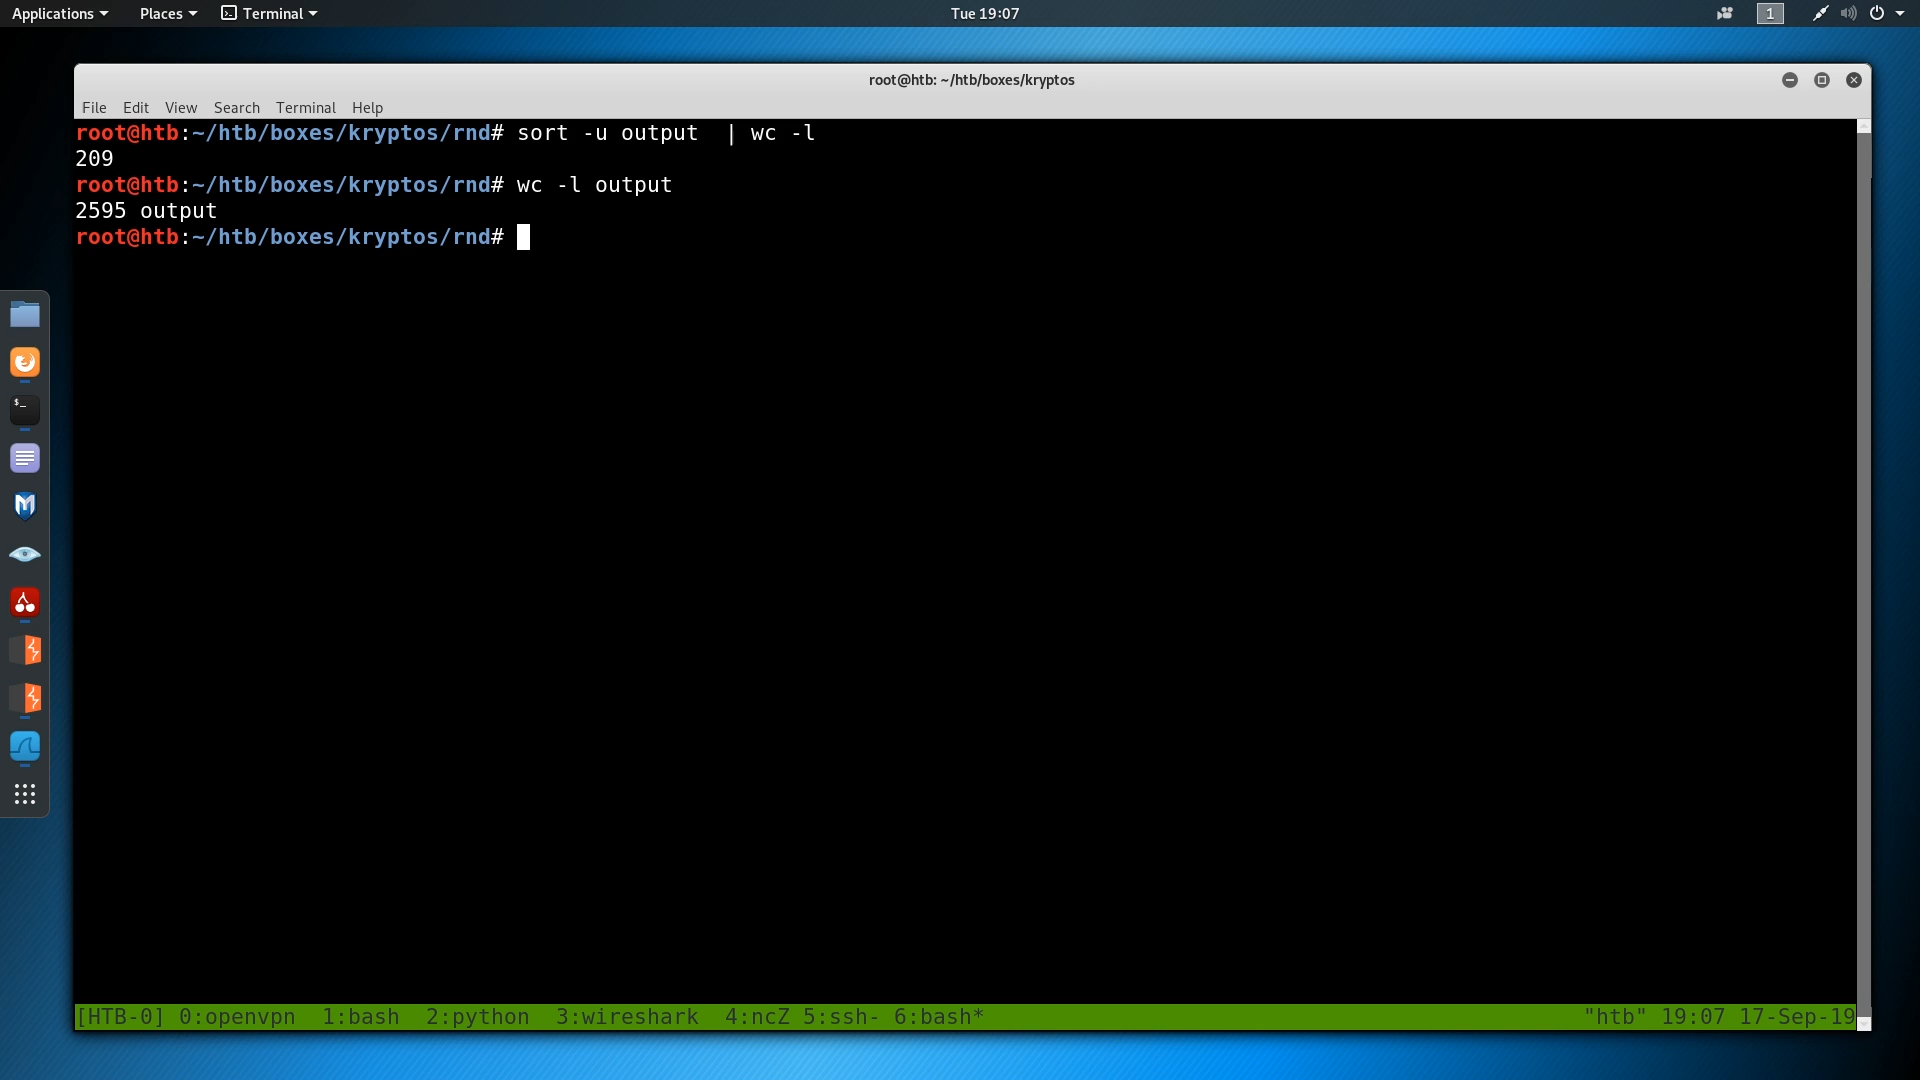 Applications Places Terminal Tue 19:07 1
root@htb: ~/htb/boxes/kryptos
File Edit View Search Terminal Help
root@htb:~/htb/boxes/kryptos/rnd# sort -u output  | wc -l
209
root@htb:~/htb/boxes/kryptos/rnd# wc -l output
2595 output
root@htb:~/htb/boxes/kryptos/rnd#
[HTB-0] 0:openvpn  1:bash  2:python  3:wireshark  4:ncZ 5:ssh- 6:bash* "htb" 19:07 17-Sep-19